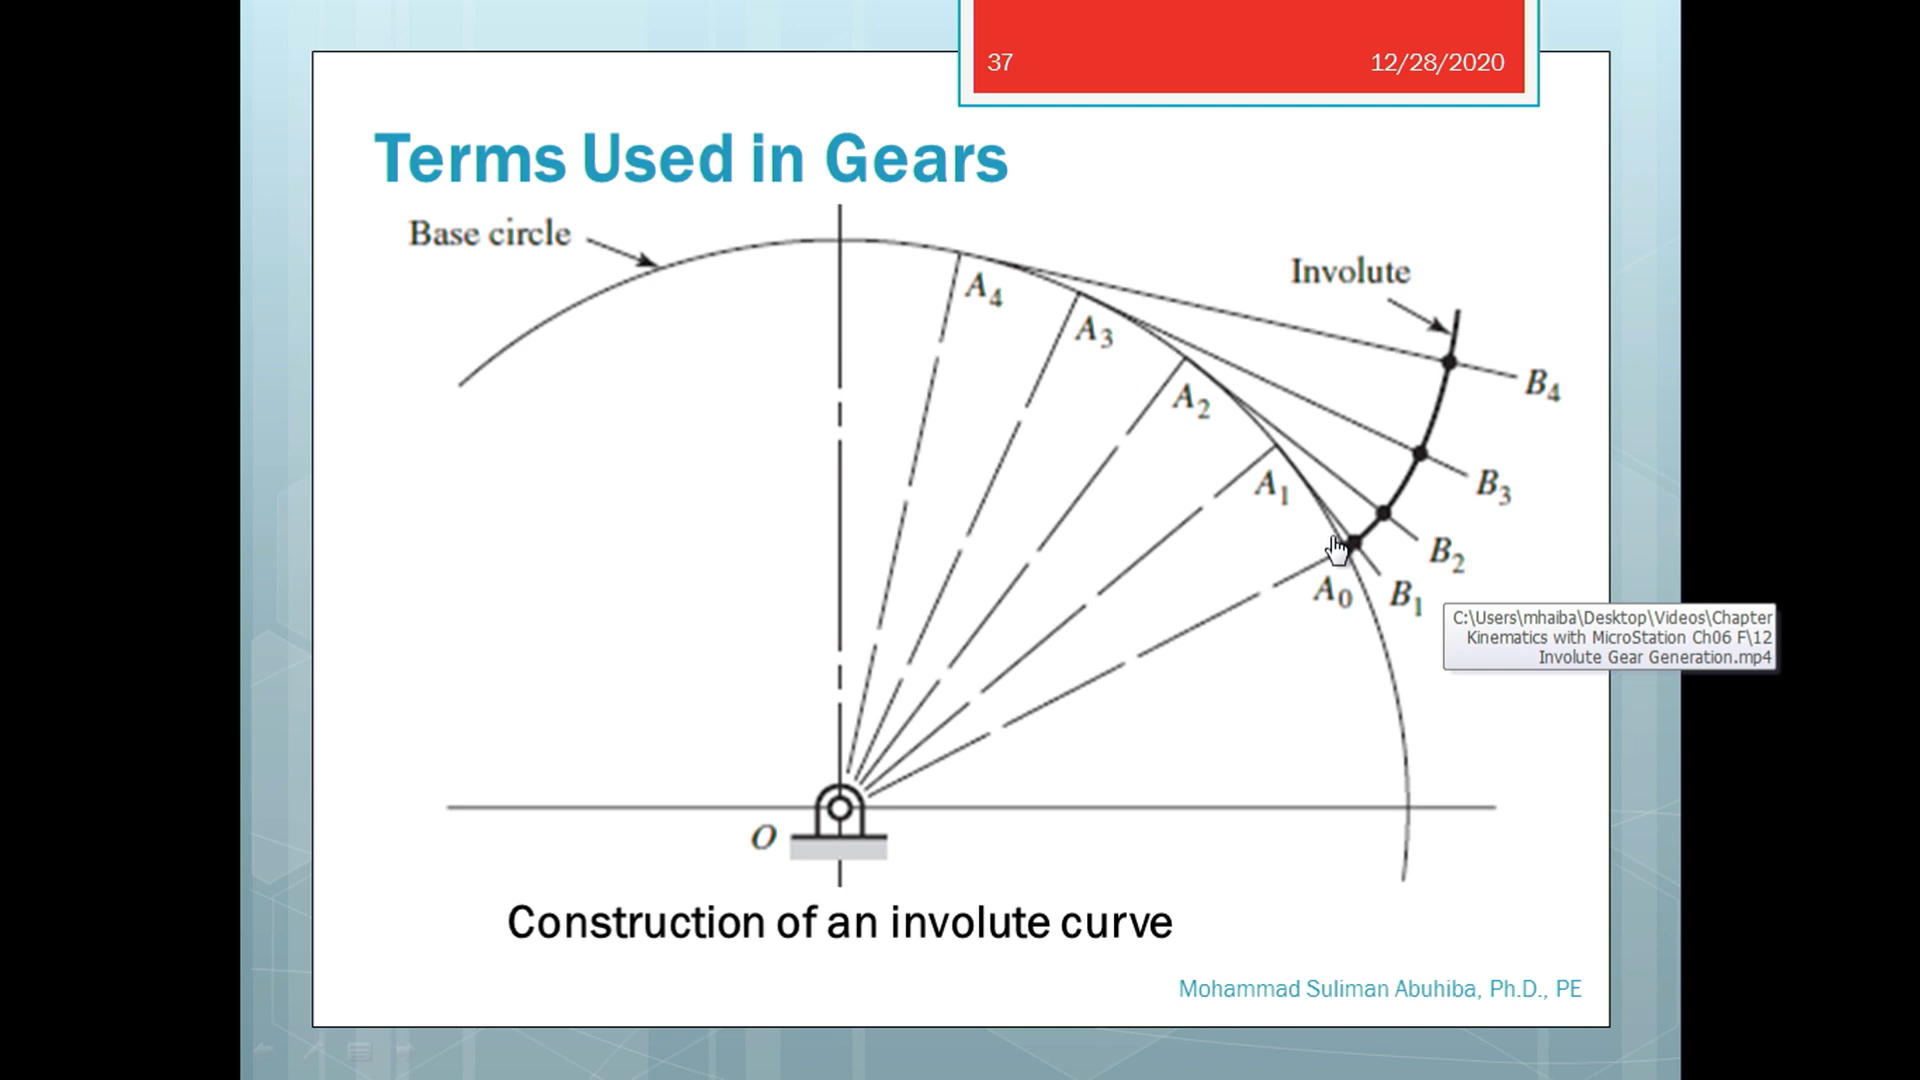 37 12/28/2020
Terms Used in Gears
Base circle
Involute
A4
A3
B4
A2
A1
B3
B2
A0
B1
C:\Users\mhaiba\Desktop\Videos\Chapter
Kinematics with MicroStation Ch06 F\12
Involute Gear Generation.mp4
O
Construction of an involute curve
Mohammad Suliman Abuhiba, Ph.D., PE